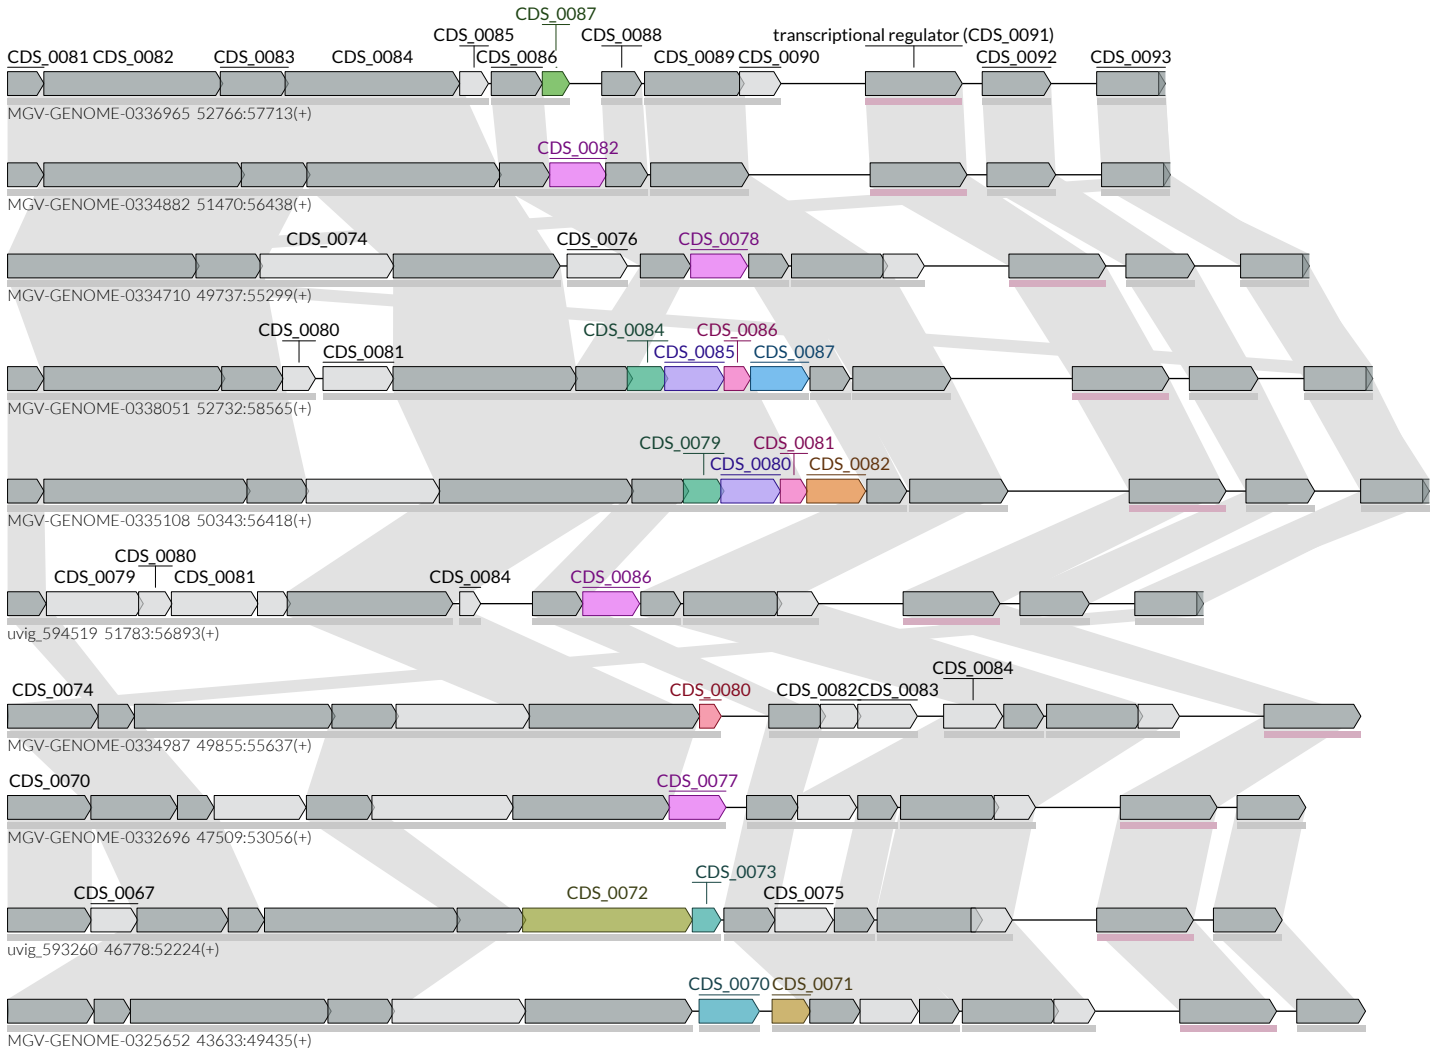 CDS_0087
CDS_0085 CDS_0088 transcriptional regulator (CDS_0091)
CDS_0081 CDS_0082 CDS_0083 CDS_0084 CDS_0086 CDS_0089 CDS_0090 CDS_0092 CDS_0093
MGV-GENOME-0336965 52766:57713(+)
CDS_0082
MGV-GENOME-0334882 51470:56438(+)
CDS_0074 CDS_0076 CDS_0078
MGV-GENOME-0334710 49737:55299(+)
CDS_0080 CDS_0084 CDS_0086
CDS_0081 CDS_0085 CDS_0087
MGV-GENOME-0338051 52732:58565(+)
CDS_0079 CDS_0081
CDS_0080 CDS_0082
MGV-GENOME-0335108 50343:56418(+)
CDS_0080
CDS_0079 CDS_0081 CDS_0084 CDS_0086
uvig_594519 51783:56893(+)
CDS_0084
CDS_0074 CDS_0080 CDS_0082 CDS_0083
MGV-GENOME-0334987 49855:55637(+)
CDS_0070 CDS_0077
MGV-GENOME-0332696 47509:53056(+)
CDS_0073
CDS_0067 CDS_0072 CDS_0075
uvig_593260 46778:52224(+)
CDS_0070 CDS_0071
MGV-GENOME-0325652 43633:49435(+)